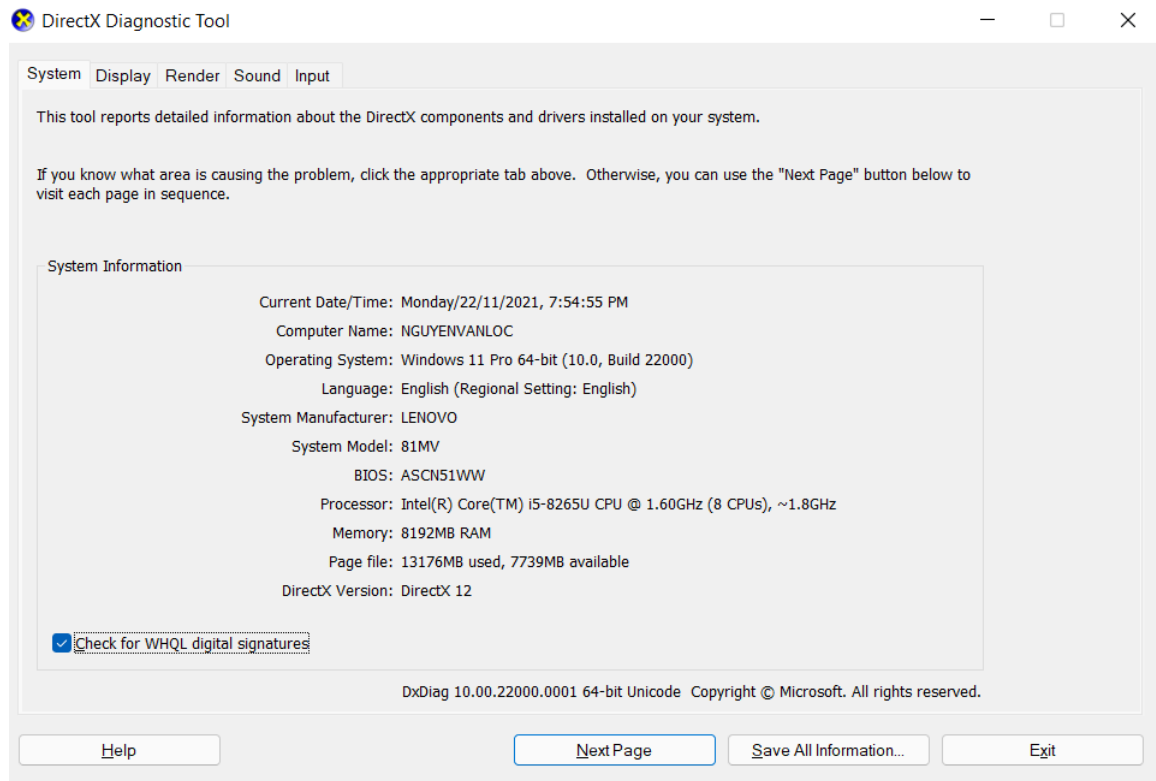 DirectX Diagnostic Tool
System Display Render Sound Input
This tool reports detailed information about the DirectX components and drivers installed on your system.
If you know what area is causing the problem, click the appropriate tab above.  Otherwise, you can use the "Next Page" button below to
visit each page in sequence.
System Information
Current Date/Time: Monday/22/11/2021, 7:54:55 PM
Computer Name: NGUYENVANLOC
Operating System: Windows 11 Pro 64-bit (10.0, Build 22000)
Language: English (Regional Setting: English)
System Manufacturer: LENOVO
System Model: 81MV
BIOS: ASCN51WW
Processor: Intel(R) Core(TM) i5-8265U CPU @ 1.60GHz (8 CPUs), ~1.8GHz
Memory: 8192MB RAM
Page file: 13176MB used, 7739MB available
DirectX Version: DirectX 12
Check for WHQL digital signatures
DxDiag 10.00.22000.0001 64-bit Unicode  Copyright © Microsoft. All rights reserved.
Help Next Page Save All Information... Exit